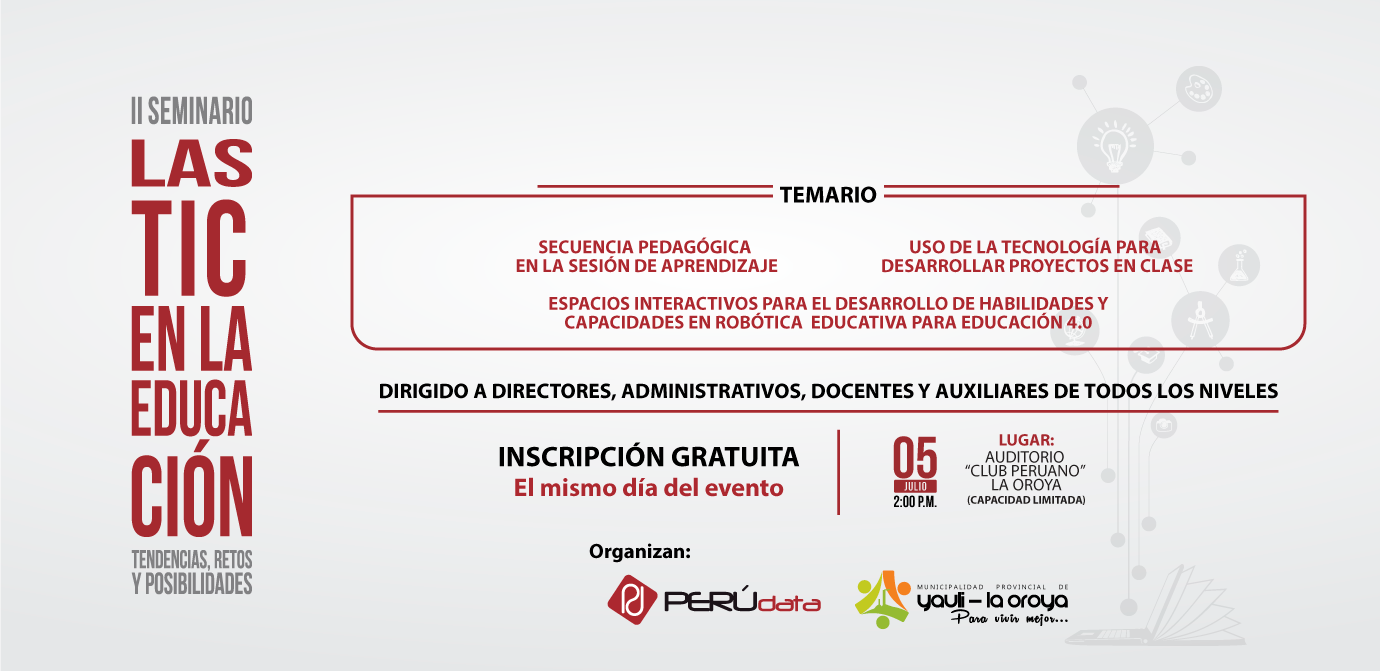 II SEMINARIO
LAS
TIC
EN LA
EDUCA
CIÓN
TENDENCIAS, RETOS
Y POSIBILIDADES
TEMARIO
SECUENCIA PEDAGÓGICA
EN LA SESIÓN DE APRENDIZAJE
USO DE LA TECNOLOGÍA PARA
DESARROLLAR PROYECTOS EN CLASE
ESPACIOS INTERACTIVOS PARA EL DESARROLLO DE HABILIDADES Y
CAPACIDADES EN ROBÓTICA EDUCATIVA PARA EDUCACIÓN 4.0
DIRIGIDO A DIRECTORES, ADMINISTRATIVOS, DOCENTES Y AUXILIARES DE TODOS LOS NIVELES
INSCRIPCIÓN GRATUITA
El mismo día del evento
05
JULIO
2:00 P.M.
LUGAR:
AUDITORIO
“CLUB PERUANO”
LA OROYA
(CAPACIDAD LIMITADA)
Organizan:
PERÚdata
MUNICIPALIDAD PROVINCIAL DE
yauli – la oroya
Para vivir mejor...